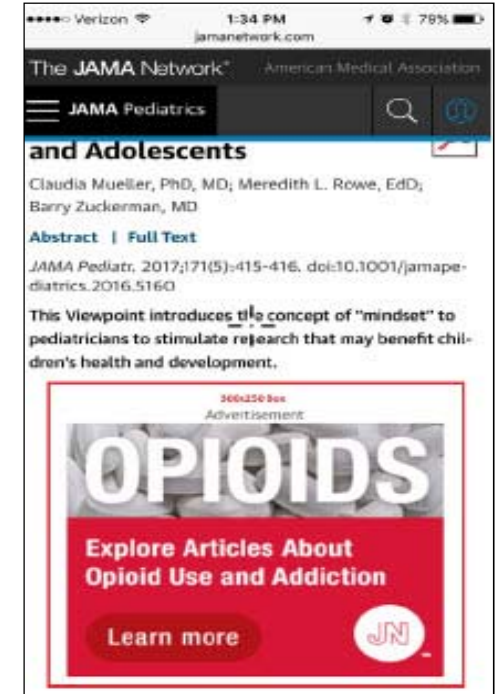 Verizon 1:34 PM 79%
jamanetwork.com
The JAMA Network American Medical Association
JAMA Pediatrics
and Adolescents
Claudia Mueller, PhD, MD; Meredith L. Rowe, EdD;
Barry Zuckerman, MD
Abstract | Full Text
JAMA Pediatr. 2017;171(5):415-416. doi:10.1001/jamape-
diatrics.2016.5160
This Viewpoint introduces the concept of "mindset" to
pediatricians to stimulate research that may benefit chil-
dren's health and development.
300x250 Box
Advertisement
OPIOIDS
Explore Articles About
Opioid Use and Addiction
Learn more
JN